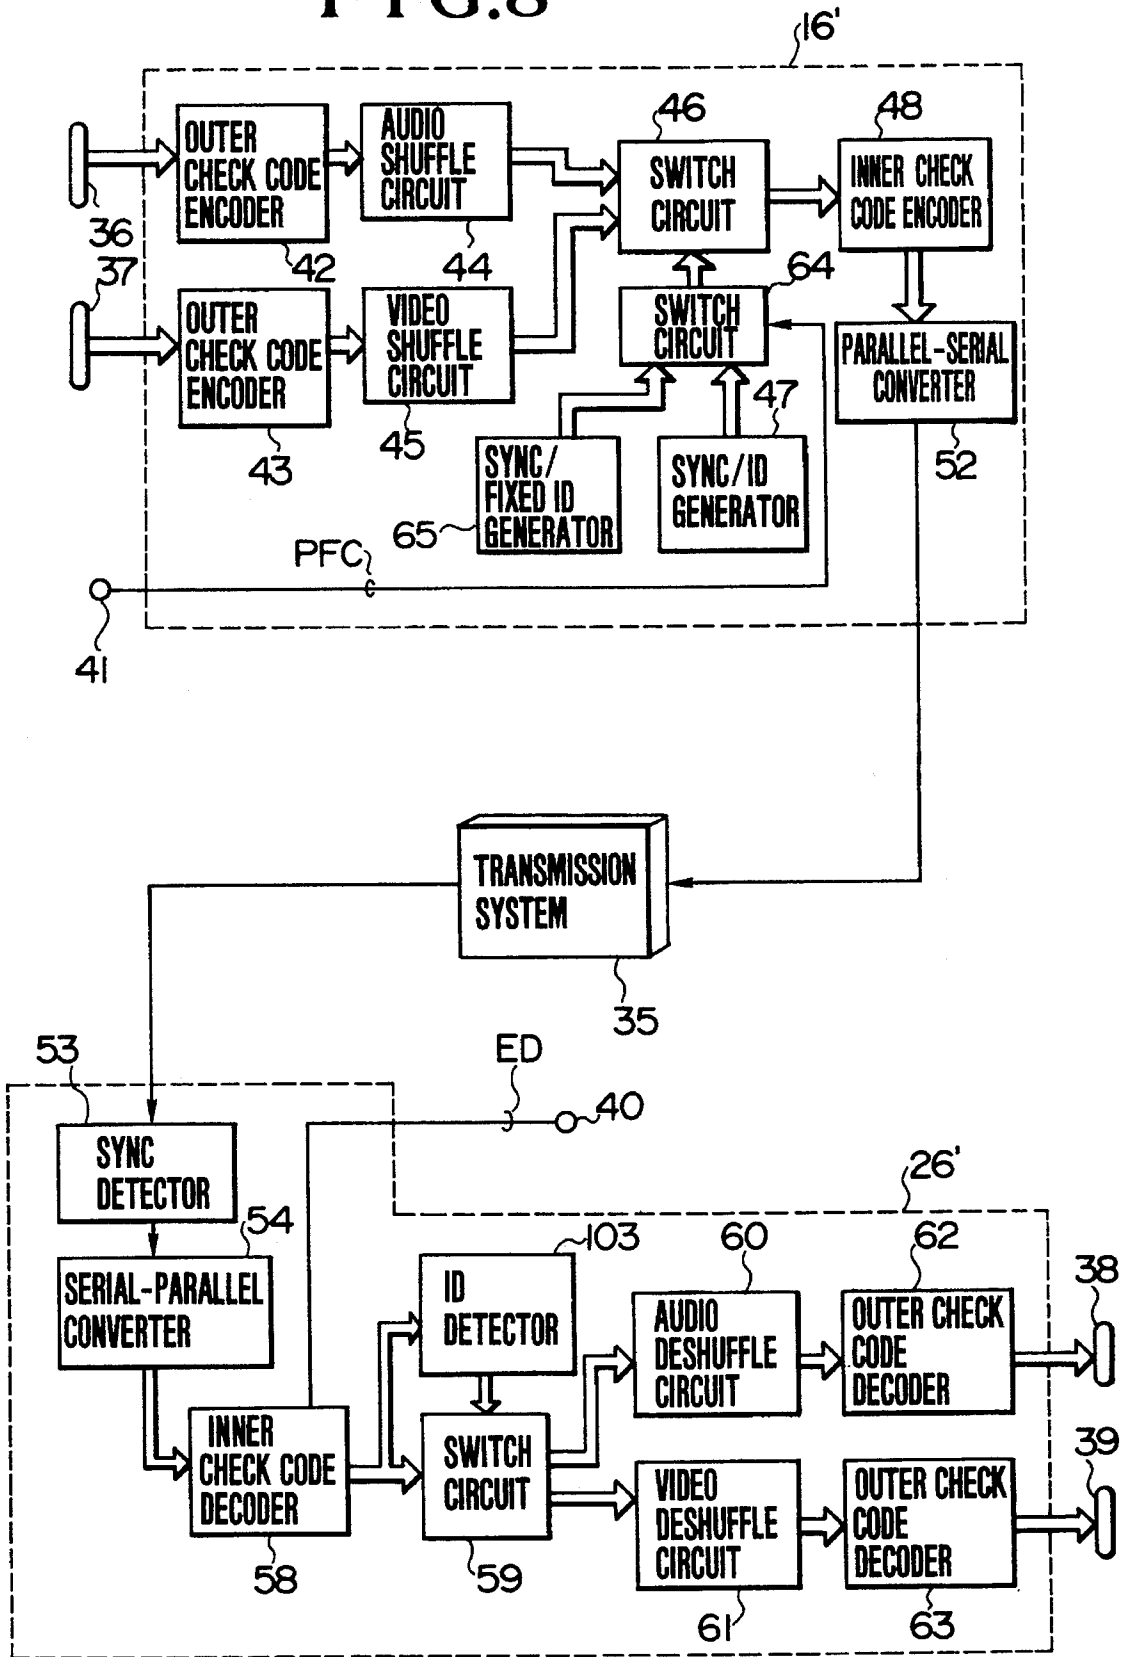 FIG.8
16'
OUTER
CHECK CODE
ENCODER
AUDIO
SHUFFLE
CIRCUIT
46
SWITCH
CIRCUIT
48
INNER CHECK
CODE ENCODER
36
42
44
64
37
OUTER
CHECK CODE
ENCODER
VIDEO
SHUFFLE
CIRCUIT
SWITCH
CIRCUIT
PARALLEL-SERIAL
CONVERTER
43
45
47
52
SYNC/
FIXED ID
GENERATOR
65
SYNC/ID
GENERATOR
PFC
41
TRANSMISSION
SYSTEM
35
53
ED
40
SYNC
DETECTOR
26'
54
SERIAL-PARALLEL
CONVERTER
103
ID
DETECTOR
60
AUDIO
DESHUFFLE
CIRCUIT
62
OUTER CHECK
CODE
DECODER
38
INNER
CHECK CODE
DECODER
58
SWITCH
CIRCUIT
59
VIDEO
DESHUFFLE
CIRCUIT
61
OUTER CHECK
CODE
DECODER
63
39